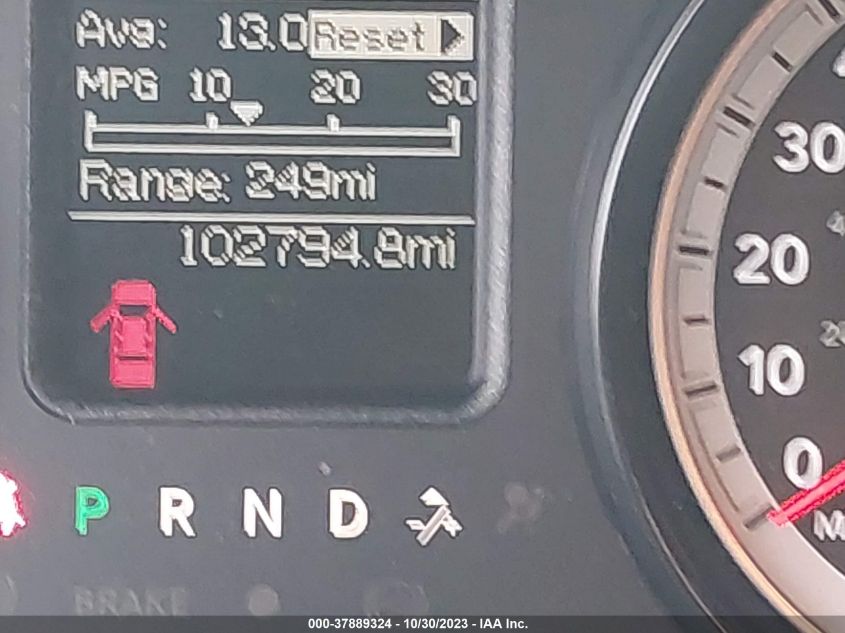 Avg: 13.0 Reset
MPG 10 20 30
Range: 249mi
102794.8mi
30
20
10
0
P R N D
BRAKE
000-37889324 - 10/30/2023 - IAA Inc.